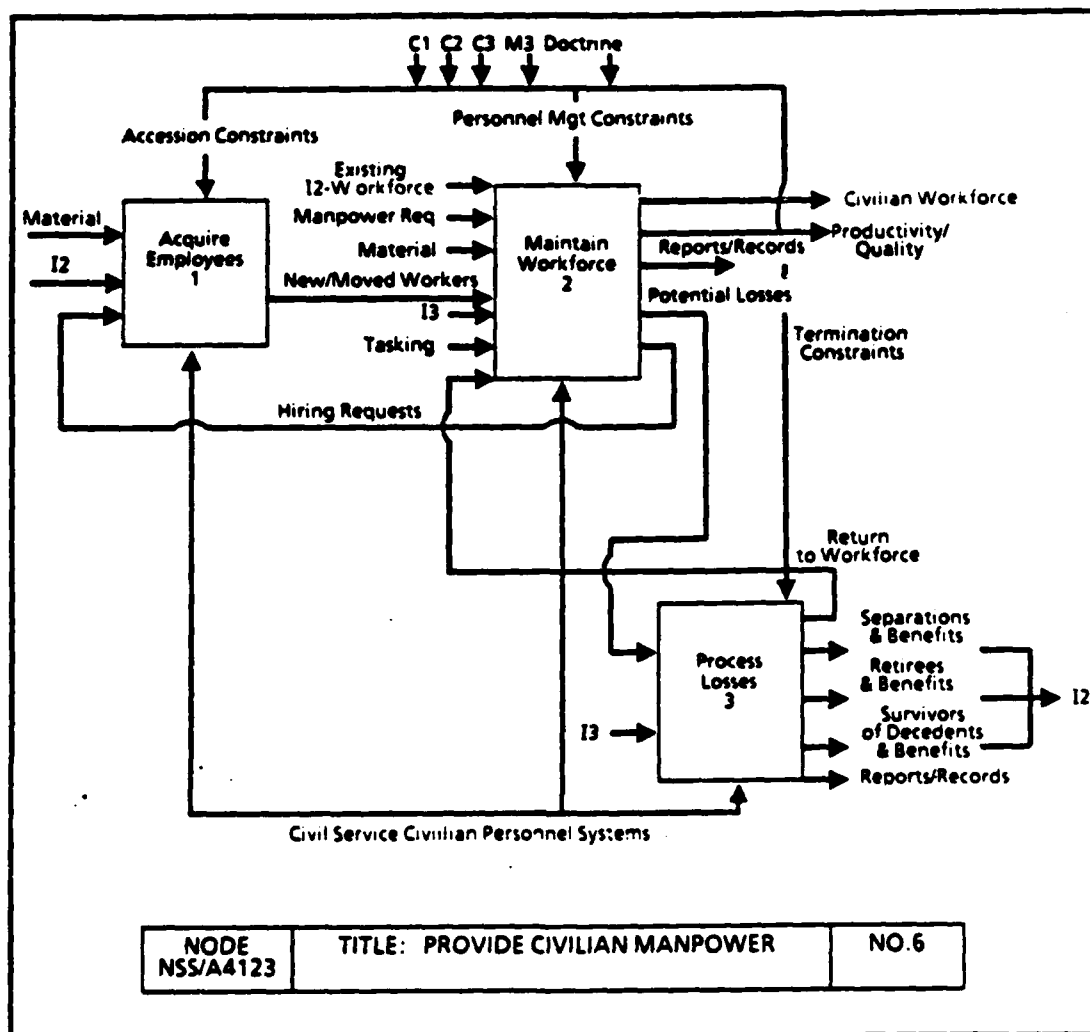 C1 C2 C3 M3 Doctrine
Accession Constraints
Personnel Mgt Constraints
Existing
I2-Workforce
Manpower Req
Material
New/Moved Workers
I3
Tasking
Material
I2
Acquire
Employees
1
Maintain
Workforce
2
Civilian Workforce
Productivity/
Quality
Reports/Records
Potential Losses
Termination
Constraints
Hiring Requests
Return
to Workforce
Process
Losses
3
I3
Separations
& Benefits
Retirees
& Benefits
Survivors
of Decedents
& Benefits
I2
Reports/Records
Civil Service Civilian Personnel Systems
NODE
NSS/A4123
TITLE: PROVIDE CIVILIAN MANPOWER
NO.6